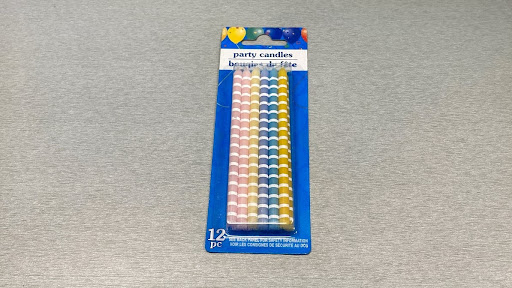 party candles
bougies de fête
12
pc
SEE BACK PANEL FOR SAFETY INFORMATION
VOIR LES CONSIGNES DE SÉCURITÉ AU DOS